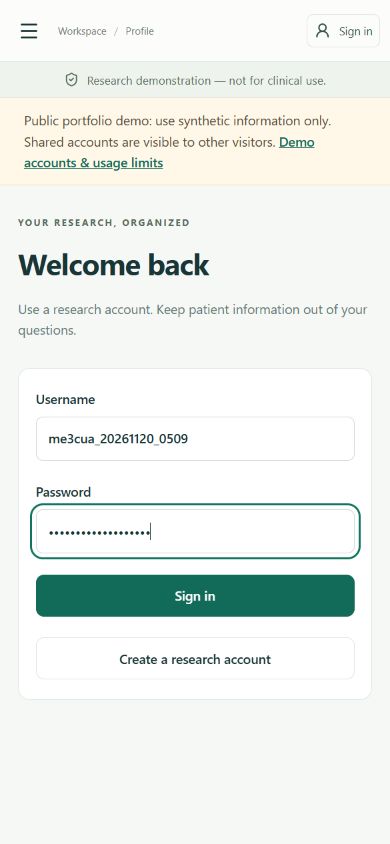 Workspace / Profile
Sign in
Research demonstration — not for clinical use.
Public portfolio demo: use synthetic information only.
Shared accounts are visible to other visitors. Demo
accounts & usage limits
YOUR RESEARCH, ORGANIZED
Welcome back
Use a research account. Keep patient information out of your
questions.
Username
me3cua_20261120_0509
Password
•••••••••••••••••••
Sign in
Create a research account